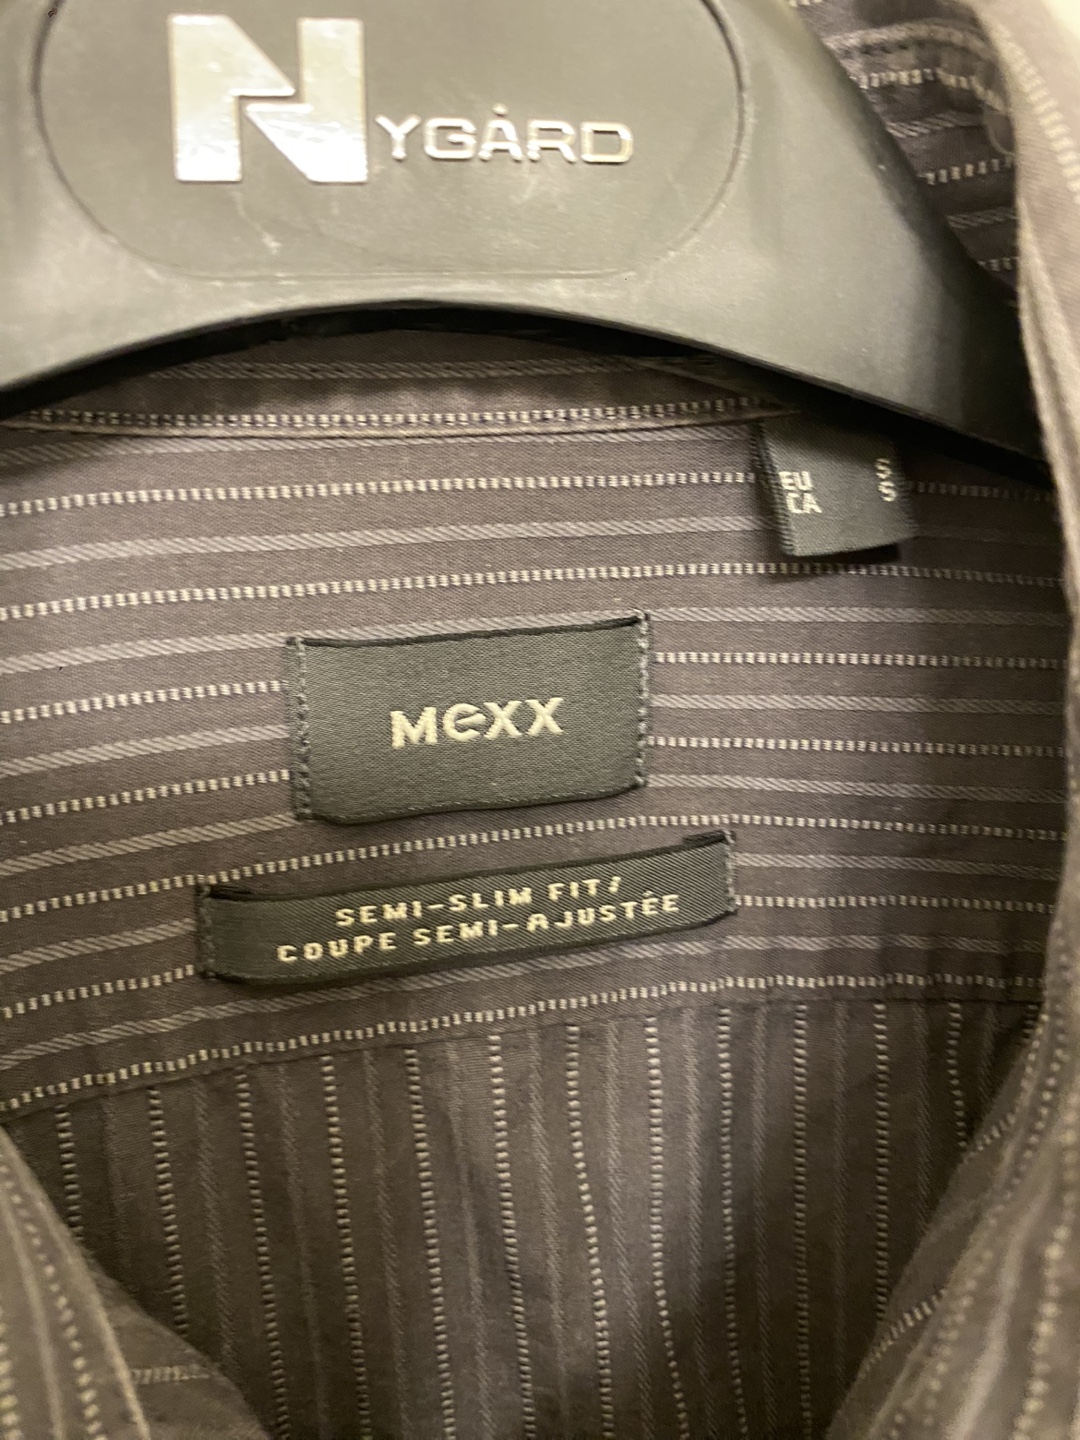 NYGÅRD
EU S
CA S
MEXX
SEMI-SLIM FIT/
COUPE SEMI-AJUSTÉE